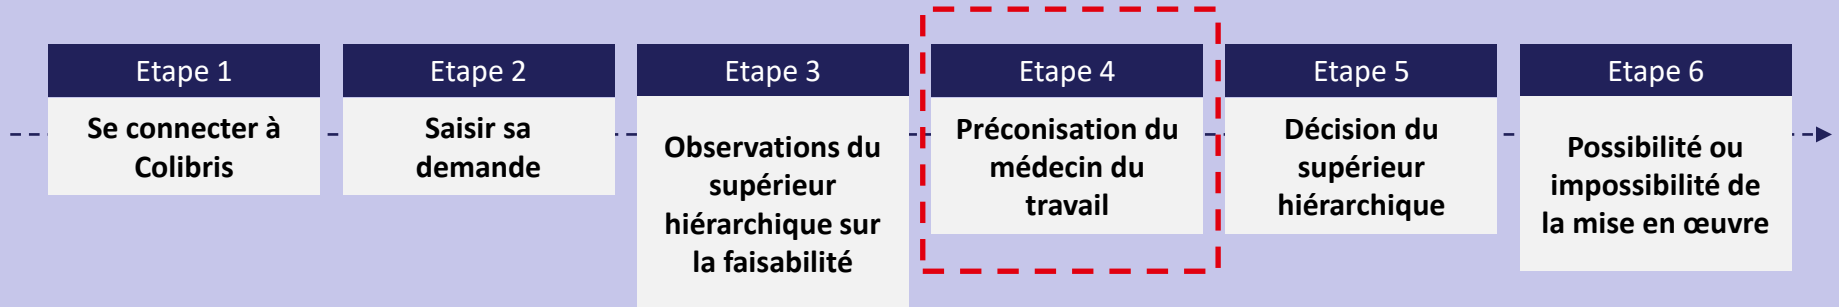 Etape 1
Se connecter à
Colibris
Etape 2
Saisir sa
demande
Etape 3
Observations du
supérieur
hiérarchique sur
la faisabilité
Etape 4
Préconisation du
médecin du
travail
Etape 5
Décision du
supérieur
hiérarchique
Etape 6
Possibilité ou
impossibilité de
la mise en œuvre